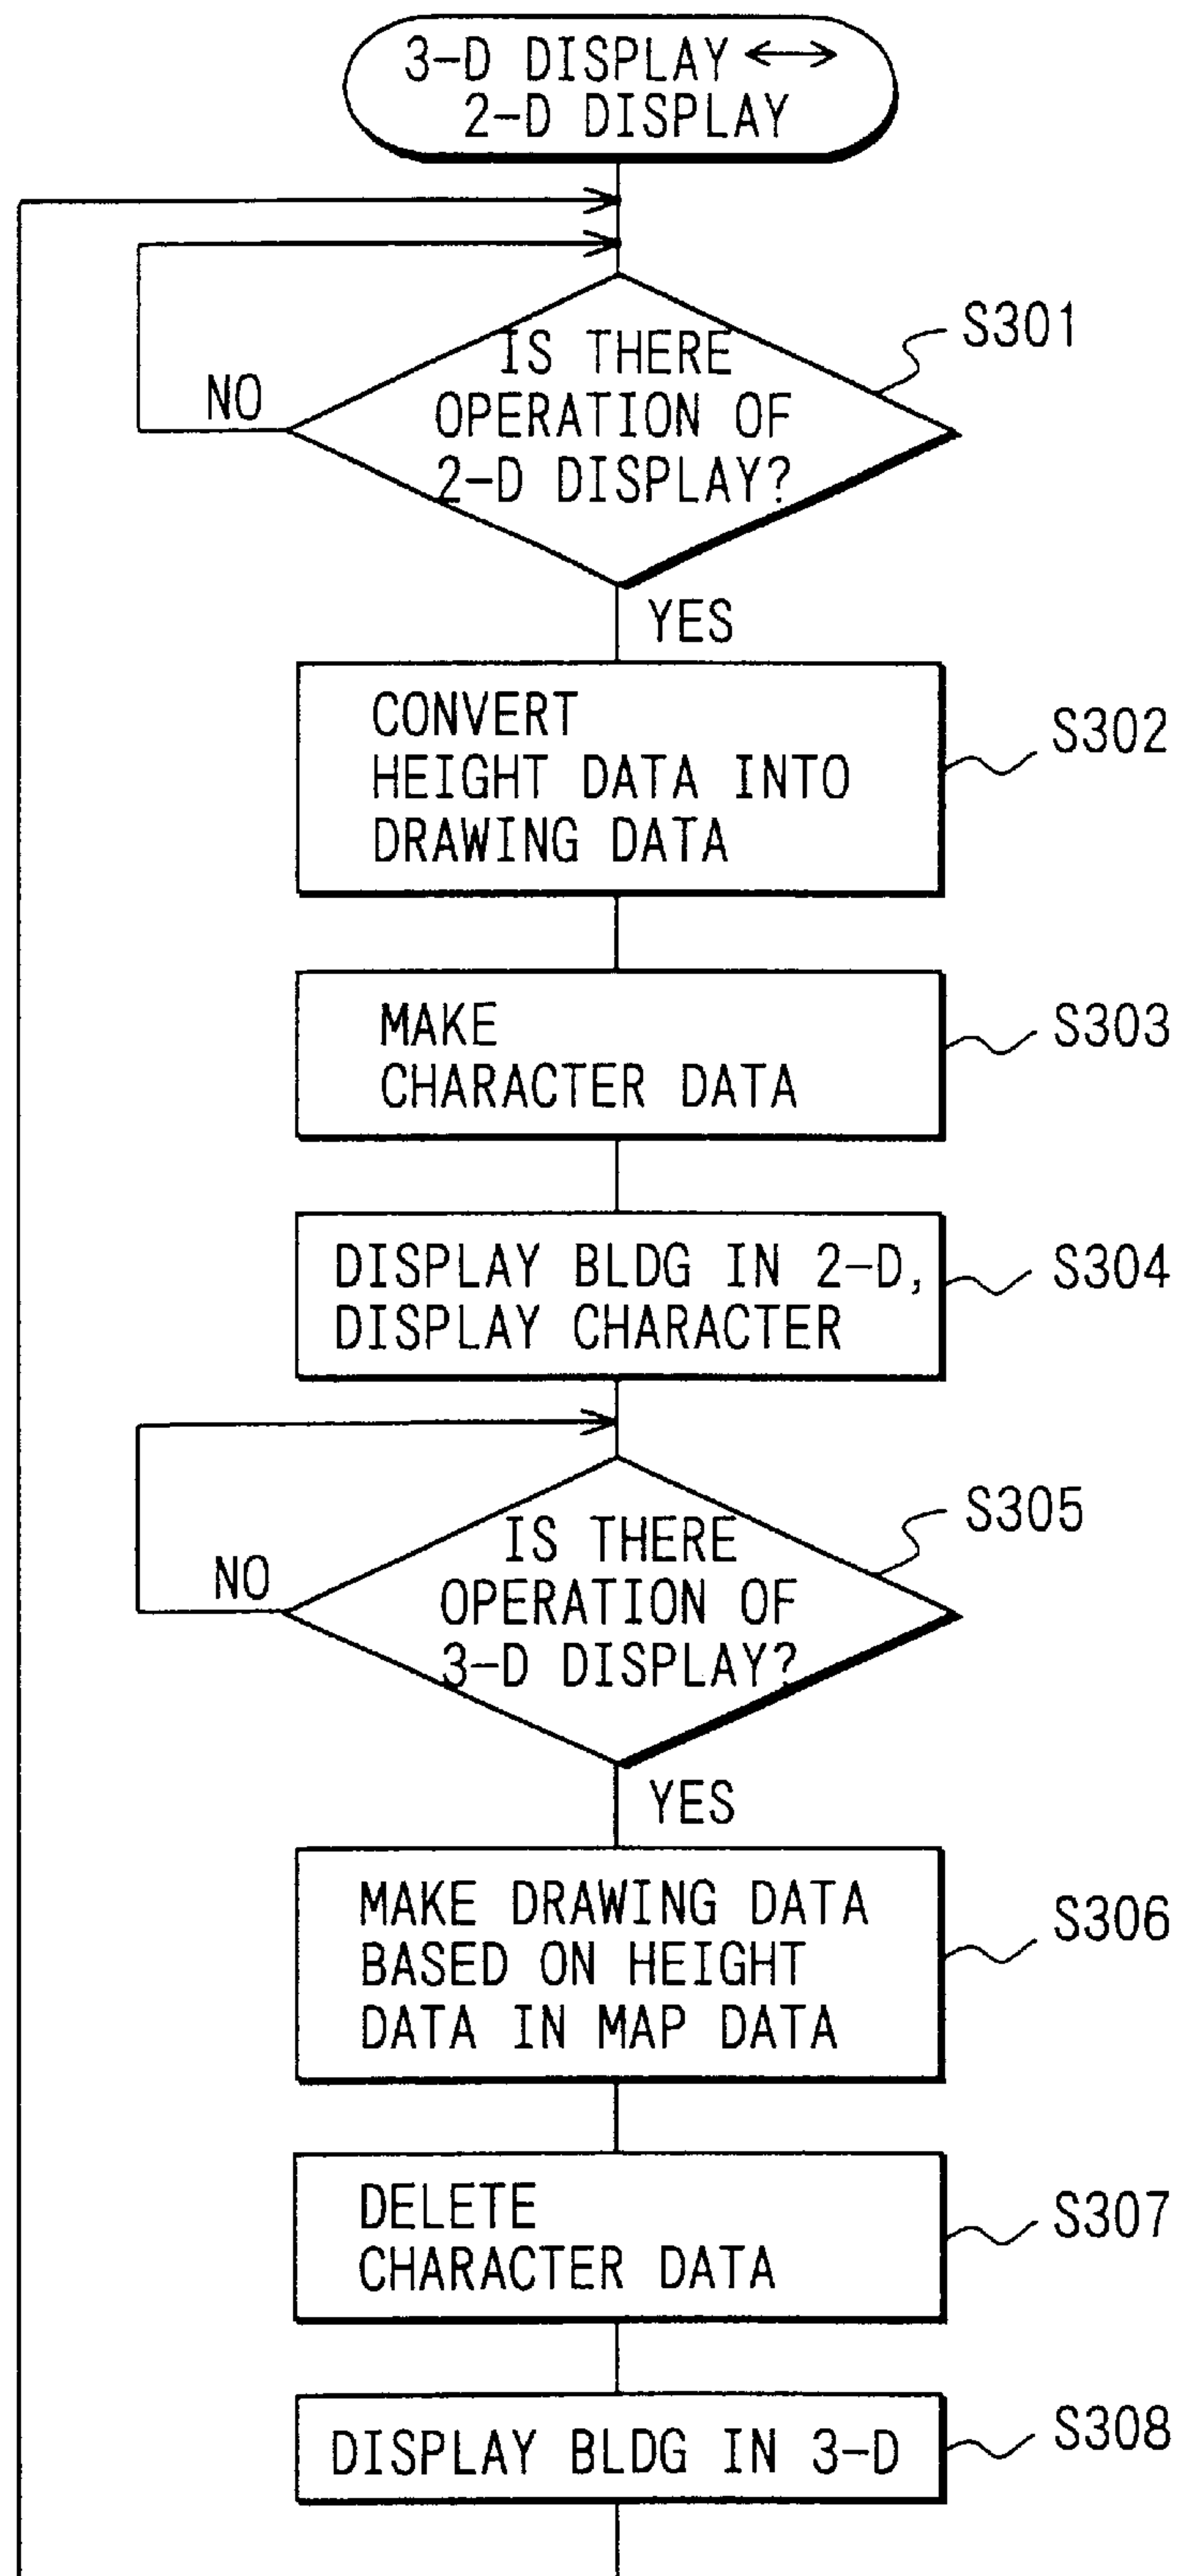 3-D DISPLAY ↔
2-D DISPLAY
IS THERE
OPERATION OF
2-D DISPLAY?
S301
NO
YES
CONVERT
HEIGHT DATA INTO
DRAWING DATA
S302
MAKE
CHARACTER DATA
S303
DISPLAY BLDG IN 2-D,
DISPLAY CHARACTER
S304
IS THERE
OPERATION OF
3-D DISPLAY?
S305
NO
YES
MAKE DRAWING DATA
BASED ON HEIGHT
DATA IN MAP DATA
S306
DELETE
CHARACTER DATA
S307
DISPLAY BLDG IN 3-D
S308